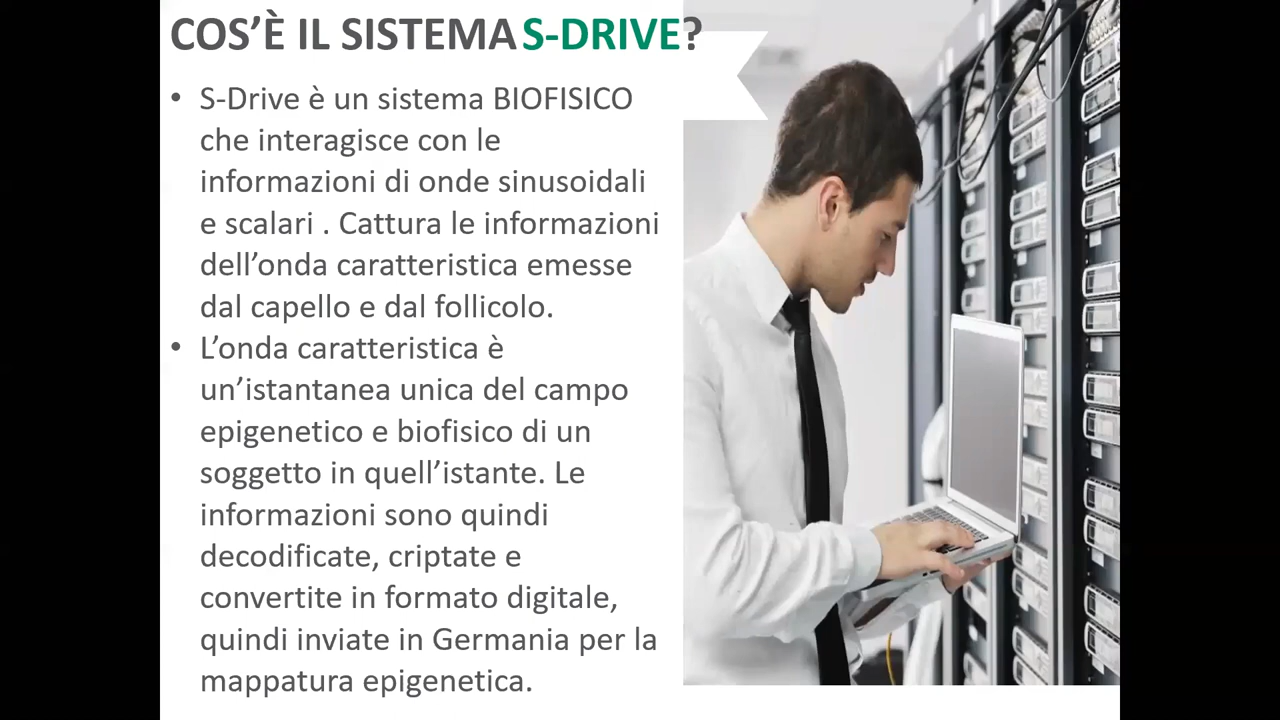 COS’È IL SISTEMA S-DRIVE?
• S-Drive è un sistema BIOFISICO
che interagisce con le
informazioni di onde sinusoidali
e scalari . Cattura le informazioni
dell’onda caratteristica emesse
dal capello e dal follicolo.
• L’onda caratteristica è
un’istantanea unica del campo
epigenetico e biofisico di un
soggetto in quell’istante. Le
informazioni sono quindi
decodificate, criptate e
convertite in formato digitale,
quindi inviate in Germania per la
mappatura epigenetica.